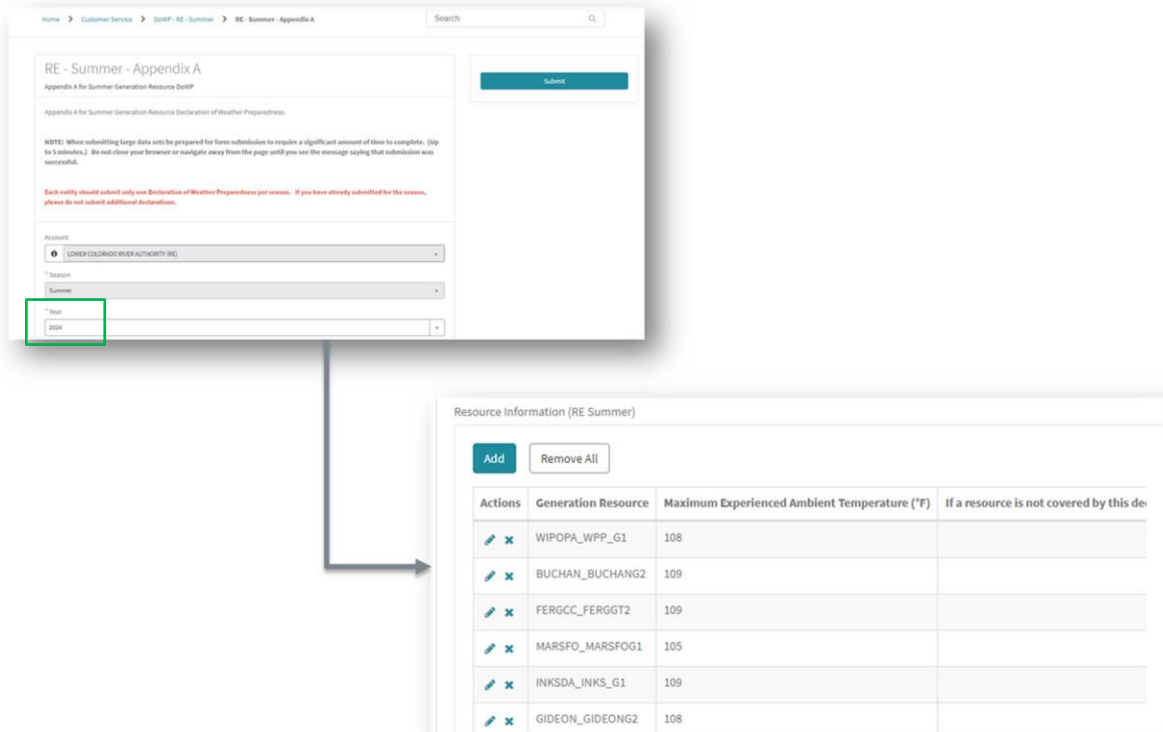 Home > Customer Service > DoWP - RE - Summer > RE - Summer - Appendix A
Search
RE - Summer - Appendix A
Appendix A for Summer Generation Resource DoWP
Submit
Appendix A for Summer Generation Resource Declaration of Weather Preparedness.
NOTE: When submitting large data sets be prepared for form submission to require a significant amount of time to complete. (Up
to 5 minutes.) Do not close your browser or navigate away from the page until you see the message saying that submission was
successful.
Each entity should submit only one Declaration of Weather Preparedness per season. If you have already submitted for the season,
please do not submit additional declarations.
Account
LOWER COLORADO RIVER AUTHORITY (RE)
* Season
Summer
* Year
2024
Resource Information (RE Summer)
Add Remove All
Actions Generation Resource Maximum Experienced Ambient Temperature (°F) If a resource is not covered by this de
WIPOPA_WPP_G1 108
BUCHAN_BUCHANG2 109
FERGCC_FERGGT2 109
MARSFO_MARSFOG1 105
INKSDA_INKS_G1 109
GIDEON_GIDEONG2 108